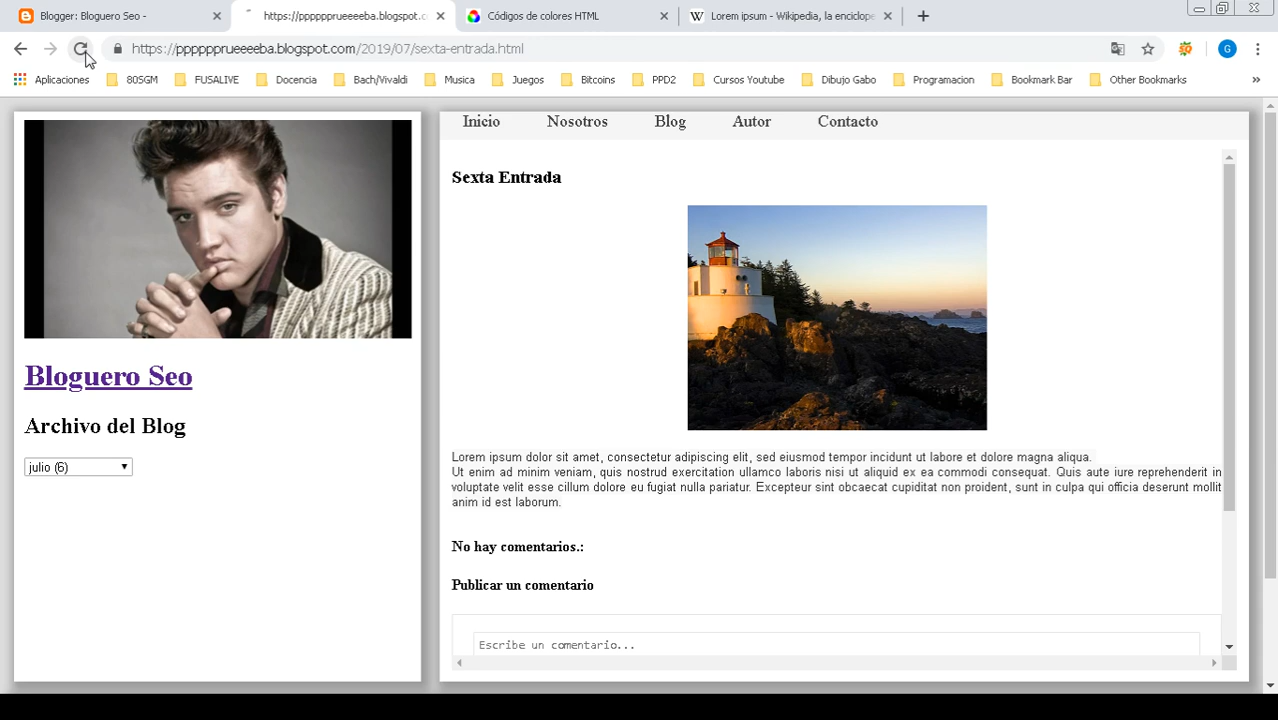 Blogger: Bloguero Seo -
https://ppppppprueeeeba.blogspot.co
Códigos de colores HTML
Lorem ipsum - Wikipedia, la enciclope
https://ppppppprueeeeba.blogspot.com/2019/07/sexta-entrada.html
Aplicaciones
80SGM
FUSALIVE
Docencia
Bach/Vivaldi
Musica
Juegos
Bitcoins
PPD2
Cursos Youtube
Dibujo Gabo
Programacion
Bookmark Bar
Other Bookmarks
»
Bloguero Seo
Archivo del Blog
julio (6)
Inicio
Nosotros
Blog
Autor
Contacto
Sexta Entrada
Lorem ipsum dolor sit amet, consectetur adipiscing elit, sed eiusmod tempor incidunt ut labore et dolore magna aliqua.
Ut enim ad minim veniam, quis nostrud exercitation ullamco laboris nisi ut aliquid ex ea commodi consequat. Quis aute iure reprehenderit in
voluptate velit esse cillum dolore eu fugiat nulla pariatur. Excepteur sint obcaecat cupiditat non proident, sunt in culpa qui officia deserunt mollit
anim id est laborum.
No hay comentarios.:
Publicar un comentario
Escribe un comentario...